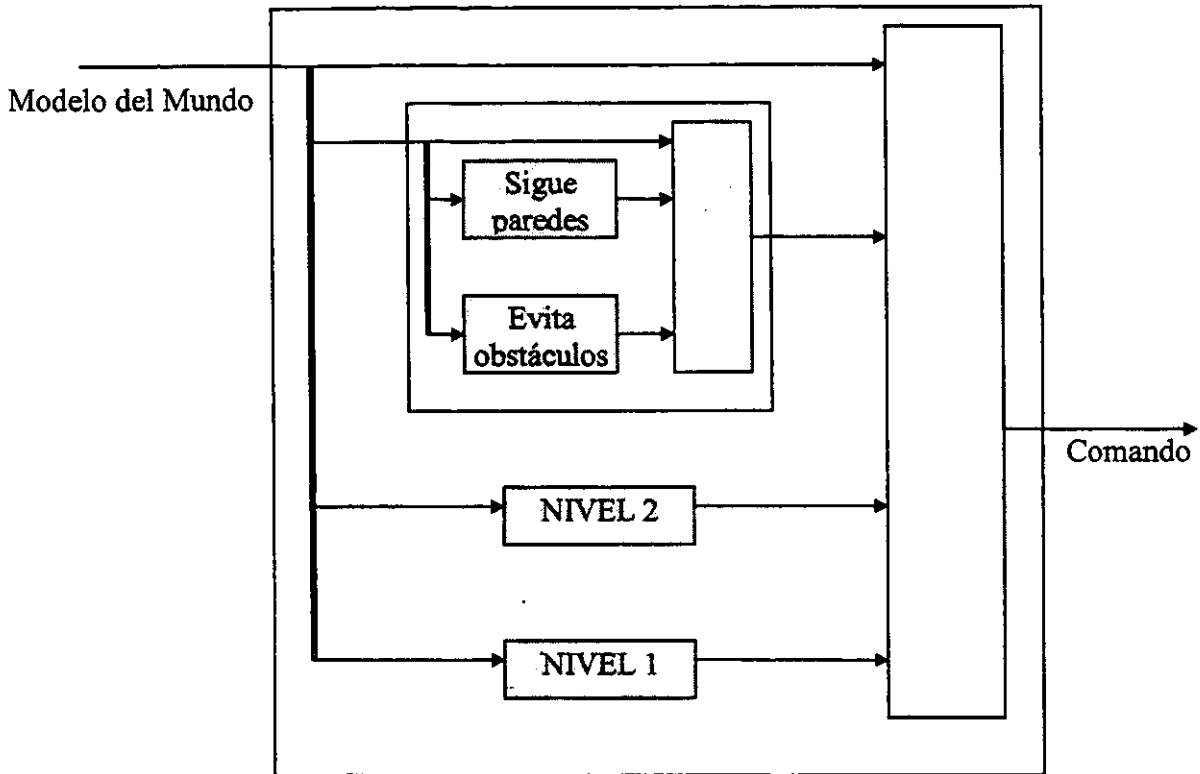 Modelo del Mundo
Sigue
paredes
Evita
obstáculos
Comando
NIVEL 2
NIVEL 1